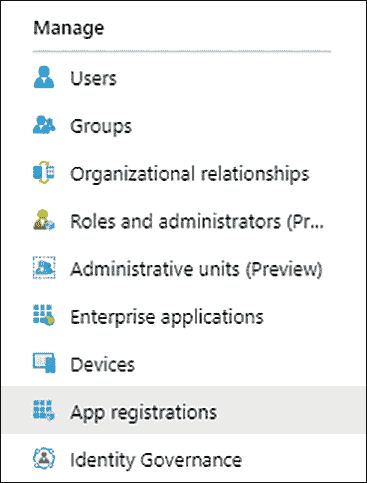 Manage
Users
Groups
Organizational relationships
Roles and administrators (Pr...
Administrative units (Preview)
Enterprise applications
Devices
App registrations
Identity Governance